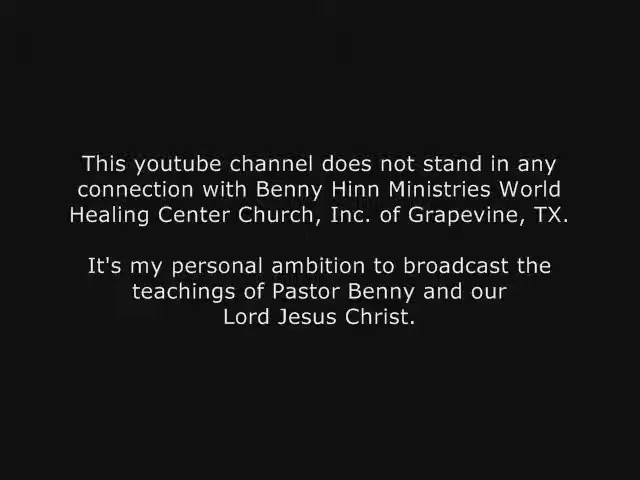 This youtube channel does not stand in any
connection with Benny Hinn Ministries World
Healing Center Church, Inc. of Grapevine, TX.
It's my personal ambition to broadcast the
teachings of Pastor Benny and our
Lord Jesus Christ.